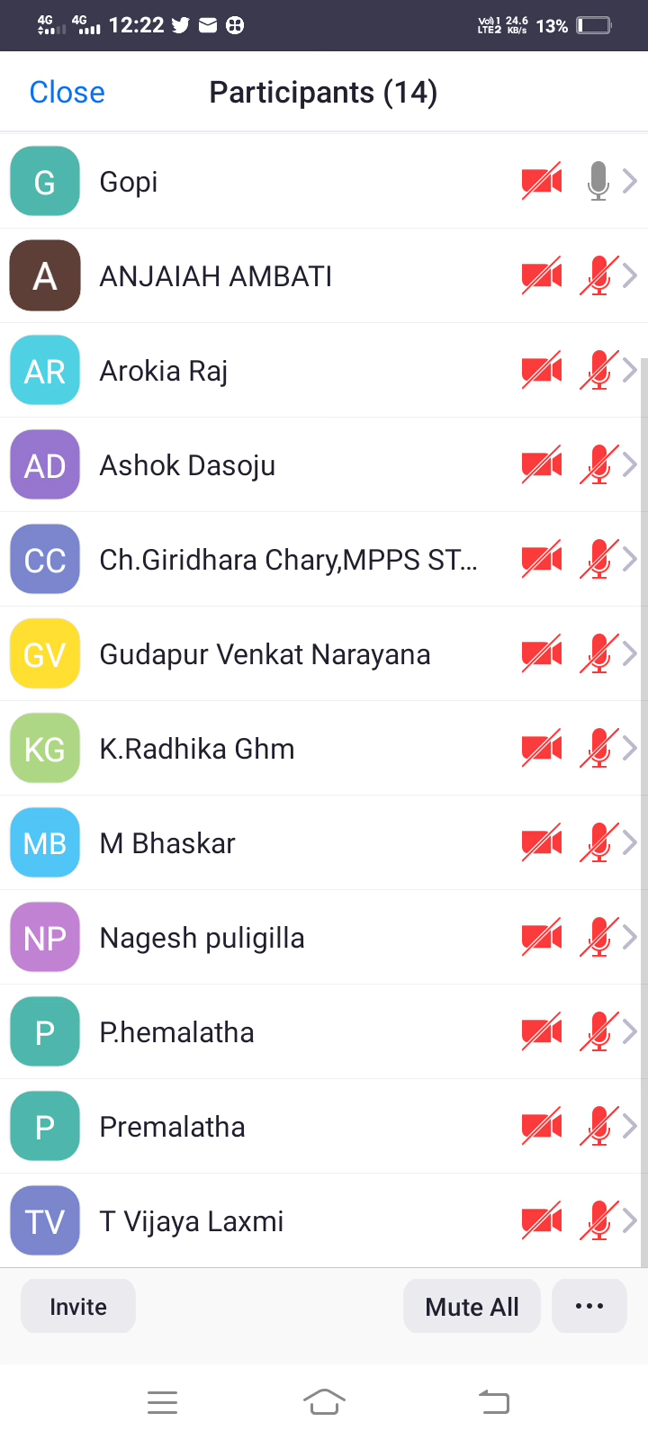 4G 4G 12:22 Vo) 1 LTE2 24.6 KB/s 13%
Close Participants (14)
G Gopi
A ANJAIAH AMBATI
AR Arokia Raj
AD Ashok Dasoju
CC Ch.Giridhara Chary,MPPS ST...
GV Gudapur Venkat Narayana
KG K.Radhika Ghm
MB M Bhaskar
NP Nagesh puligilla
P P.hemalatha
P Premalatha
TV T Vijaya Laxmi
Invite Mute All ...